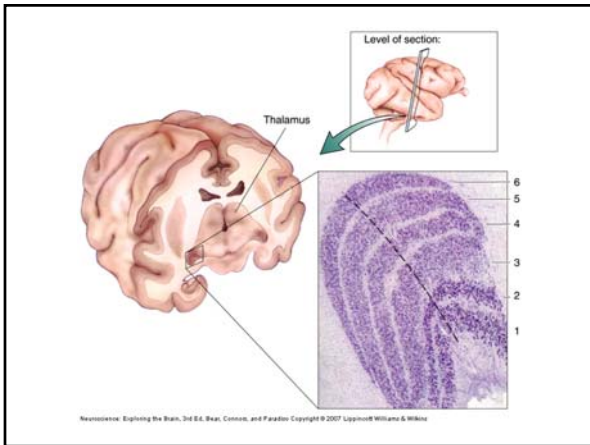 Level of section:
Thalamus
6
5
4
3
2
1
Neuroscience: Exploring the Brain, 3rd Ed, Bear, Connors, and Paradiso Copyright © 2007 Lippincott Williams & Wilkins